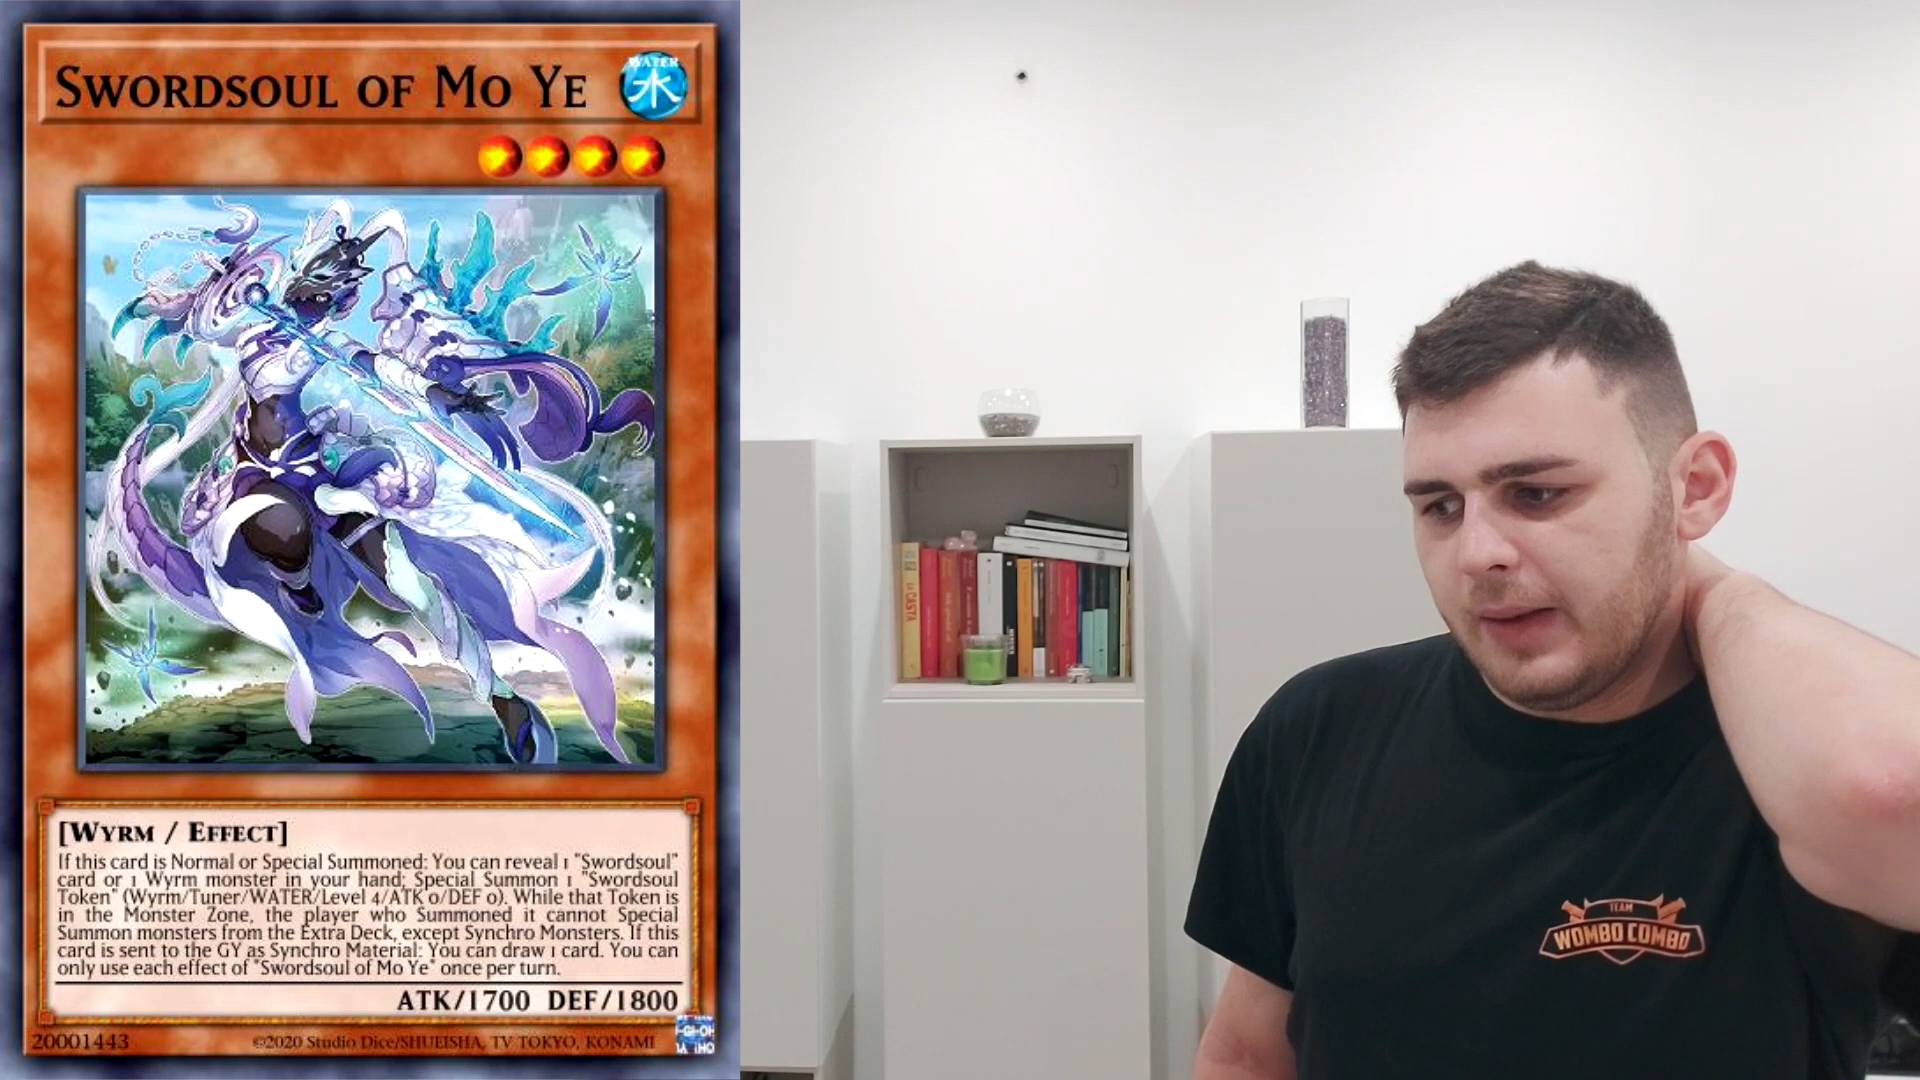 Swordsoul of Mo Ye
WATER
水
[Wyrm / Effect]
If this card is Normal or Special Summoned: You can reveal 1 "Swordsoul"
card or 1 Wyrm monster in your hand; Special Summon 1 "Swordsoul
Token" (Wyrm/Tuner/WATER/Level 4/ATK 0/DEF 0). While that Token is
in the Monster Zone, the player who Summoned it cannot Special
Summon monsters from the Extra Deck, except Synchro Monsters. If this
card is sent to the GY as Synchro Material: You can draw 1 card. You can
only use each effect of "Swordsoul of Mo Ye" once per turn.
ATK/1700 DEF/1800
20001443
©2020 Studio Dice/SHUEISHA, TV TOKYO, KONAMI
LA CASTA
TEAM
WOMBO COMBO